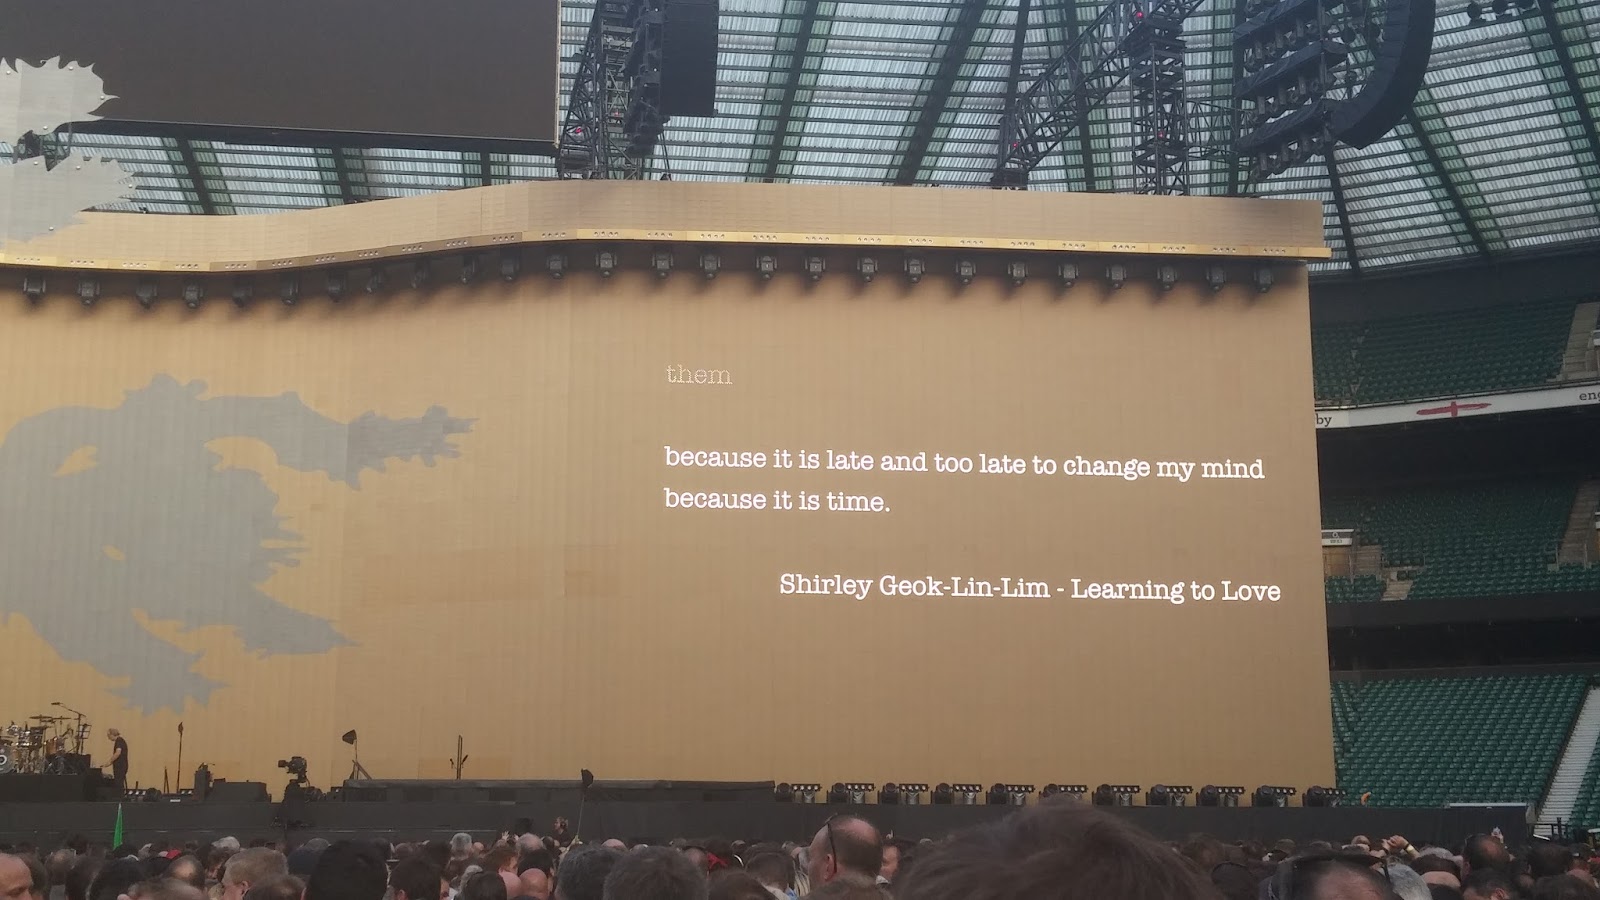 them
because it is late and too late to change my mind
because it is time.
Shirley Geok-Lin-Lim - Learning to Love
by